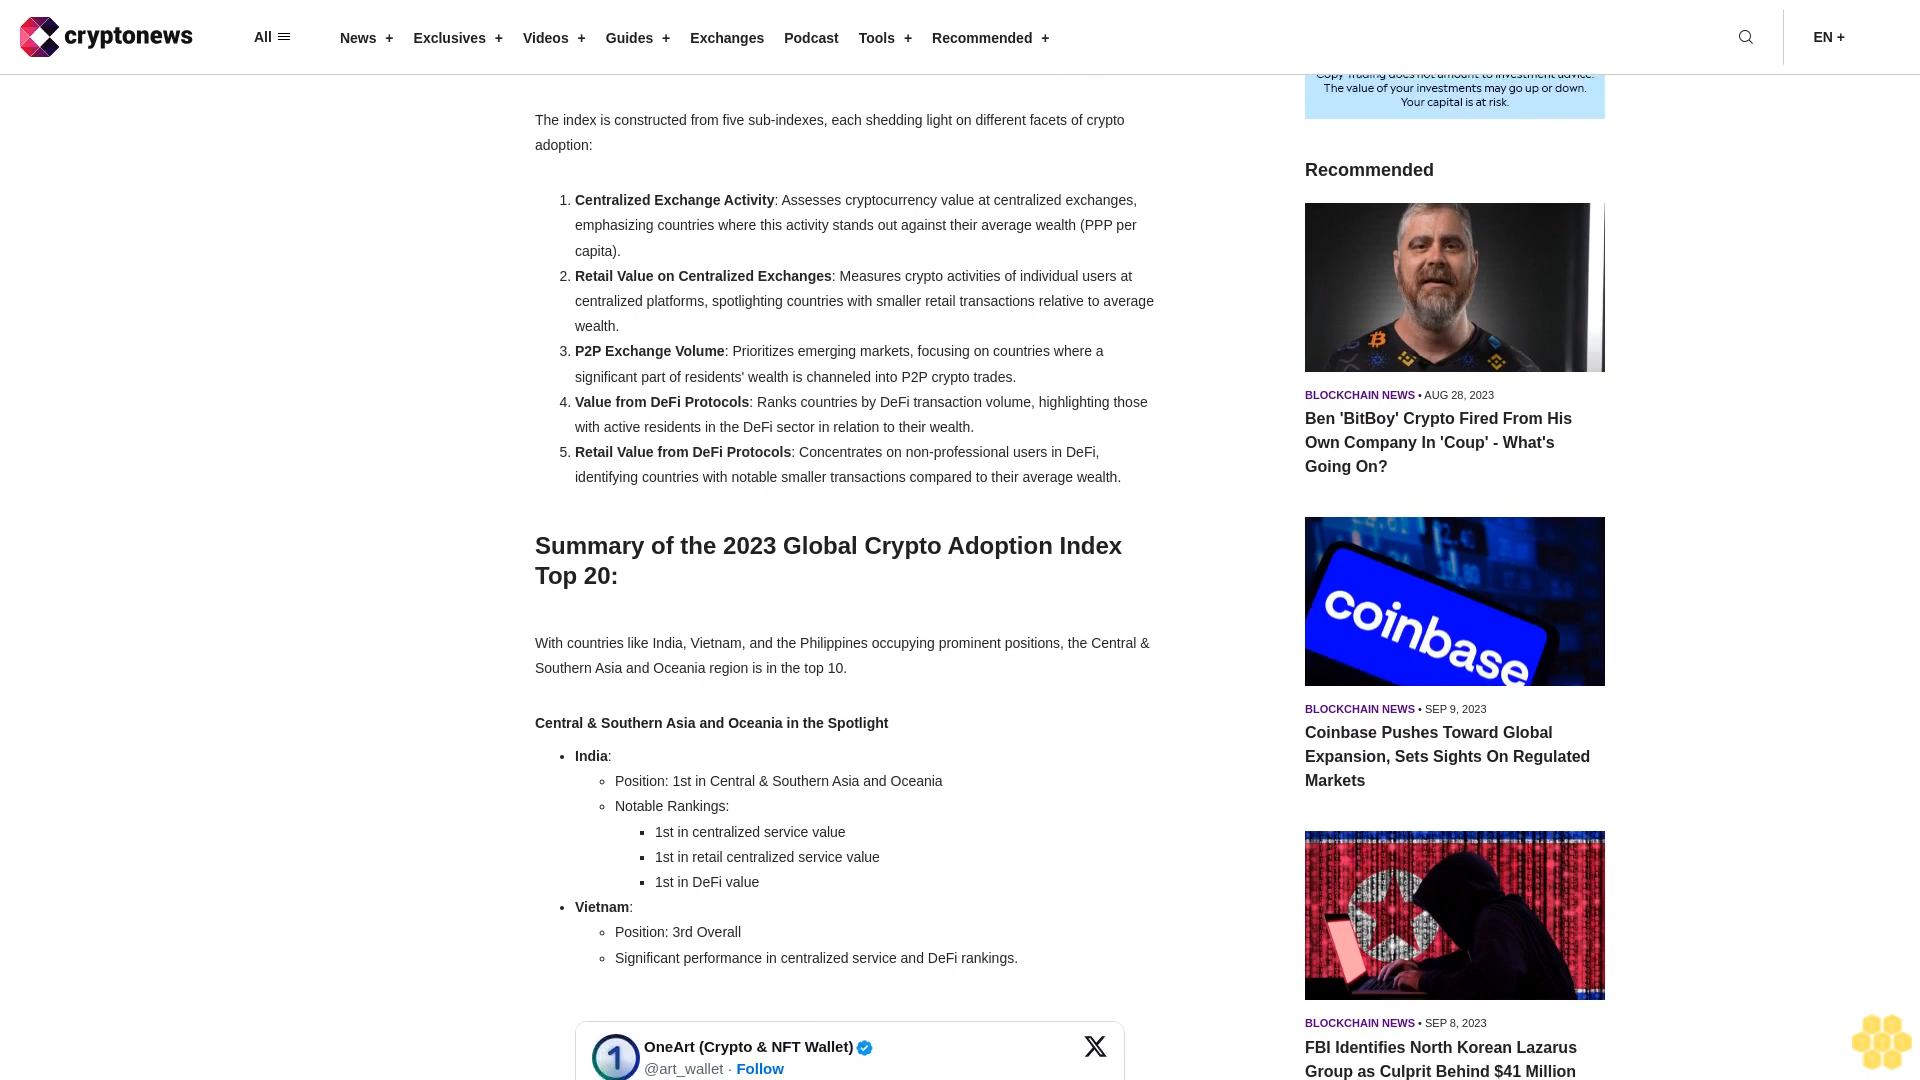 cryptonews
All
News +
Exclusives +
Videos +
Guides +
Exchanges
Podcast
Tools +
Recommended +
EN +
The index is constructed from five sub-indexes, each shedding light on different facets of crypto
adoption:
1. Centralized Exchange Activity: Assesses cryptocurrency value at centralized exchanges,
emphasizing countries where this activity stands out against their average wealth (PPP per
capita).
2. Retail Value on Centralized Exchanges: Measures crypto activities of individual users at
centralized platforms, spotlighting countries with smaller retail transactions relative to average
wealth.
3. P2P Exchange Volume: Prioritizes emerging markets, focusing on countries where a
significant part of residents' wealth is channeled into P2P crypto trades.
4. Value from DeFi Protocols: Ranks countries by DeFi transaction volume, highlighting those
with active residents in the DeFi sector in relation to their wealth.
5. Retail Value from DeFi Protocols: Concentrates on non-professional users in DeFi,
identifying countries with notable smaller transactions compared to their average wealth.
Summary of the 2023 Global Crypto Adoption Index
Top 20:
With countries like India, Vietnam, and the Philippines occupying prominent positions, the Central &
Southern Asia and Oceania region is in the top 10.
Central & Southern Asia and Oceania in the Spotlight
India:
Position: 1st in Central & Southern Asia and Oceania
Notable Rankings:
1st in centralized service value
1st in retail centralized service value
1st in DeFi value
Vietnam:
Position: 3rd Overall
Significant performance in centralized service and DeFi rankings.
1
OneArt (Crypto & NFT Wallet)
@art_wallet · Follow
Copy Trading does not amount to investment advice.
The value of your investments may go up or down.
Your capital is at risk.
Recommended
BLOCKCHAIN NEWS • AUG 28, 2023
Ben 'BitBoy' Crypto Fired From His
Own Company In 'Coup' - What's
Going On?
coinbase
BLOCKCHAIN NEWS • SEP 9, 2023
Coinbase Pushes Toward Global
Expansion, Sets Sights On Regulated
Markets
BLOCKCHAIN NEWS • SEP 8, 2023
FBI Identifies North Korean Lazarus
Group as Culprit Behind $41 Million